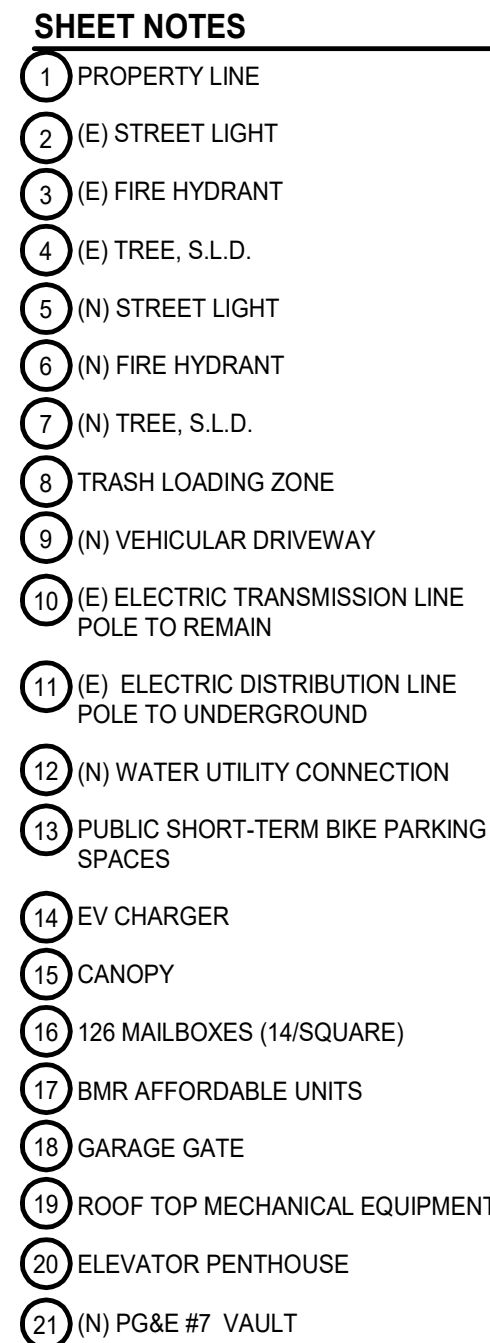 SHEET NOTES
1 PROPERTY LINE
2 (E) STREET LIGHT
3 (E) FIRE HYDRANT
4 (E) TREE, S.L.D.
5 (N) STREET LIGHT
6 (N) FIRE HYDRANT
7 (N) TREE, S.L.D.
8 TRASH LOADING ZONE
9 (N) VEHICULAR DRIVEWAY
10 (E) ELECTRIC TRANSMISSION LINE
POLE TO REMAIN
11 (E) ELECTRIC DISTRIBUTION LINE
POLE TO UNDERGROUND
12 (N) WATER UTILITY CONNECTION
13 PUBLIC SHORT-TERM BIKE PARKING
SPACES
14 EV CHARGER
15 CANOPY
16 126 MAILBOXES (14/SQUARE)
17 BMR AFFORDABLE UNITS
18 GARAGE GATE
19 ROOF TOP MECHANICAL EQUIPMENT
20 ELEVATOR PENTHOUSE
21 (N) PG&E #7 VAULT